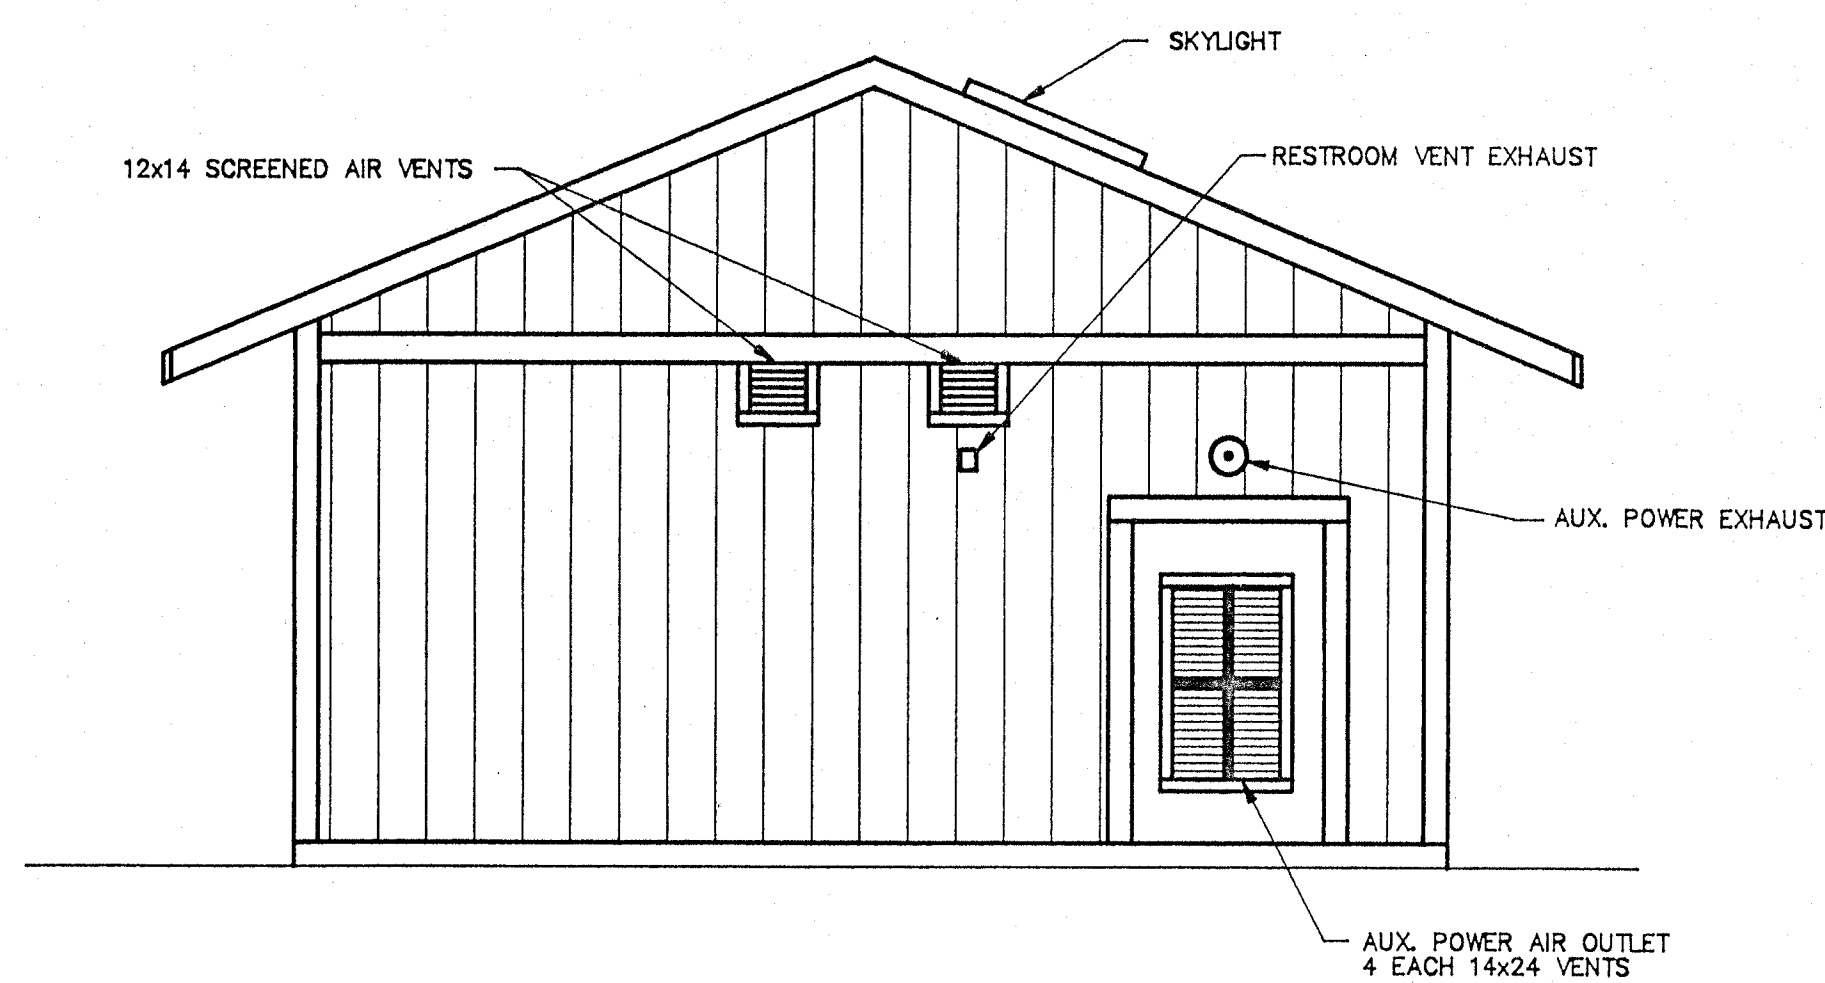 SKYLIGHT
12x14 SCREENED AIR VENTS
RESTROOM VENT EXHAUST
AUX. POWER EXHAUST
AUX. POWER AIR OUTLET
4 EACH 14x24 VENTS